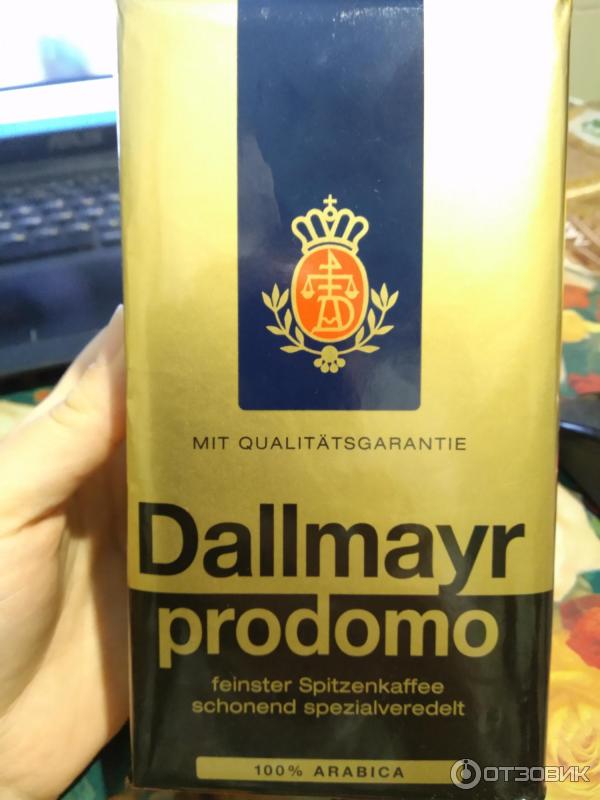 MIT QUALITÄTSGARANTIE
Dallmayr
prodomo
feinster Spitzenkaffee
schonend spezialveredelt
100% ARABICA
ОТЗОВИК